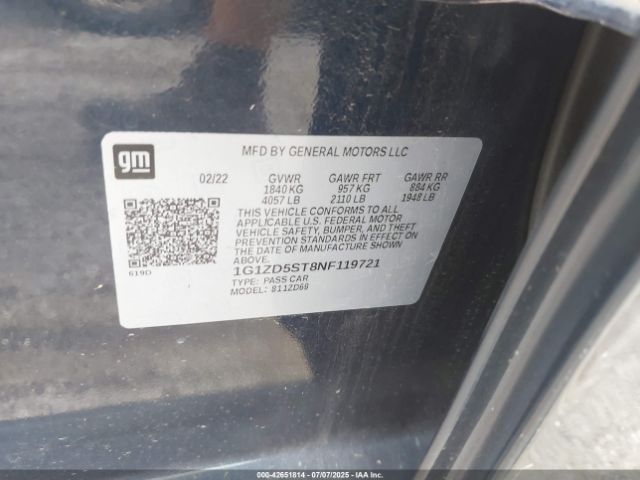 gm
MFD BY GENERAL MOTORS LLC
02/22 GVWR GAWR FRT GAWR RR
1840 KG 957 KG 884 KG
4057 LB 2110 LB 1948 LB
THIS VEHICLE CONFORMS TO ALL
APPLICABLE U.S. FEDERAL MOTOR
VEHICLE SAFETY, BUMPER, AND THEFT
PREVENTION STANDARDS IN EFFECT ON
THE DATE OF MANUFACTURE SHOWN
ABOVE.
619D
1G1ZD5ST8NF119721
TYPE: PASS CAR
MODEL: 811ZD69
000-42651814 07/07/2025 IAAI.com